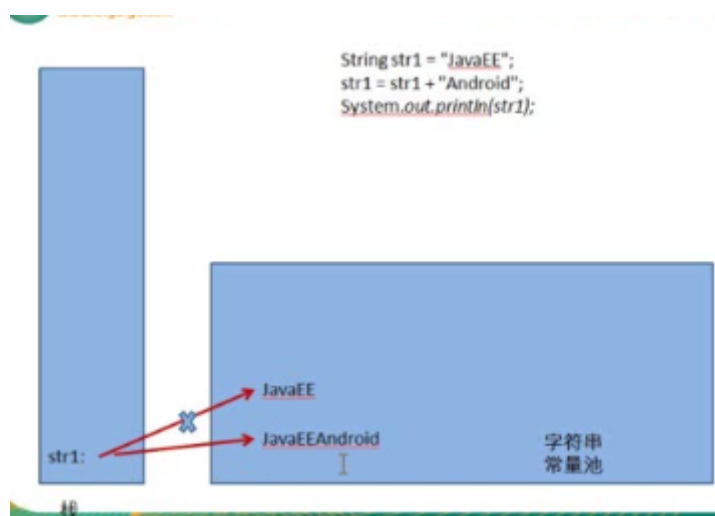 String str1 = "JavaEE";
str1 = str1 + "Android";
System.out.println(str1);
JavaEE
JavaEEAndroid
str1:
字符串
常量池
栈